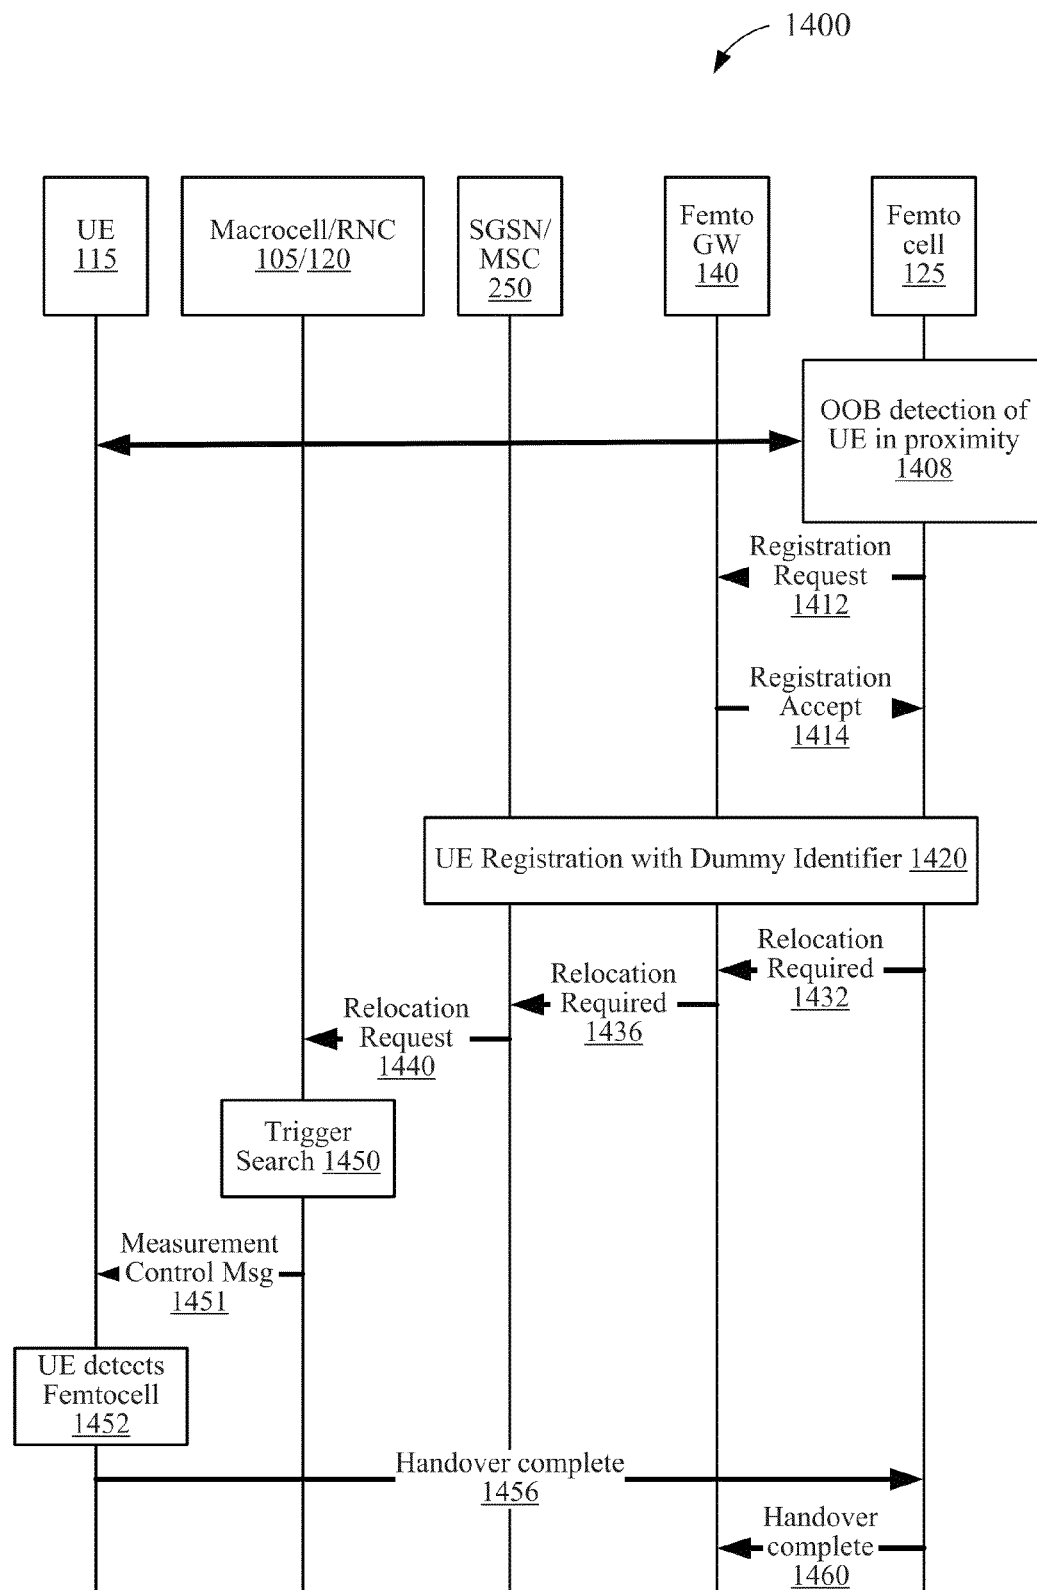 1400
UE
115
Macrocell/RNC
105/120
SGSN/
MSC
250
Femto
GW
140
Femto
cell
125
OOB detection of
UE in proximity
1408
Registration
Request
1412
Registration
Accept
1414
UE Registration with Dummy Identifier 1420
Relocation
Required
1432
Relocation
Required
1436
Relocation
Request
1440
Trigger
Search 1450
Measurement
Control Msg
1451
UE detects
Femtocell
1452
Handover complete
1456
Handover
complete
1460